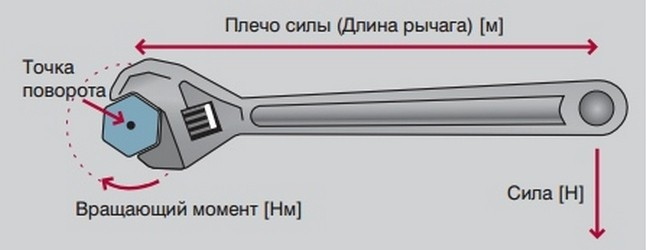 Плечо силы (Длина рычага) [м]
Точка
поворота
Сила [Н]
Вращающий момент [Нм]